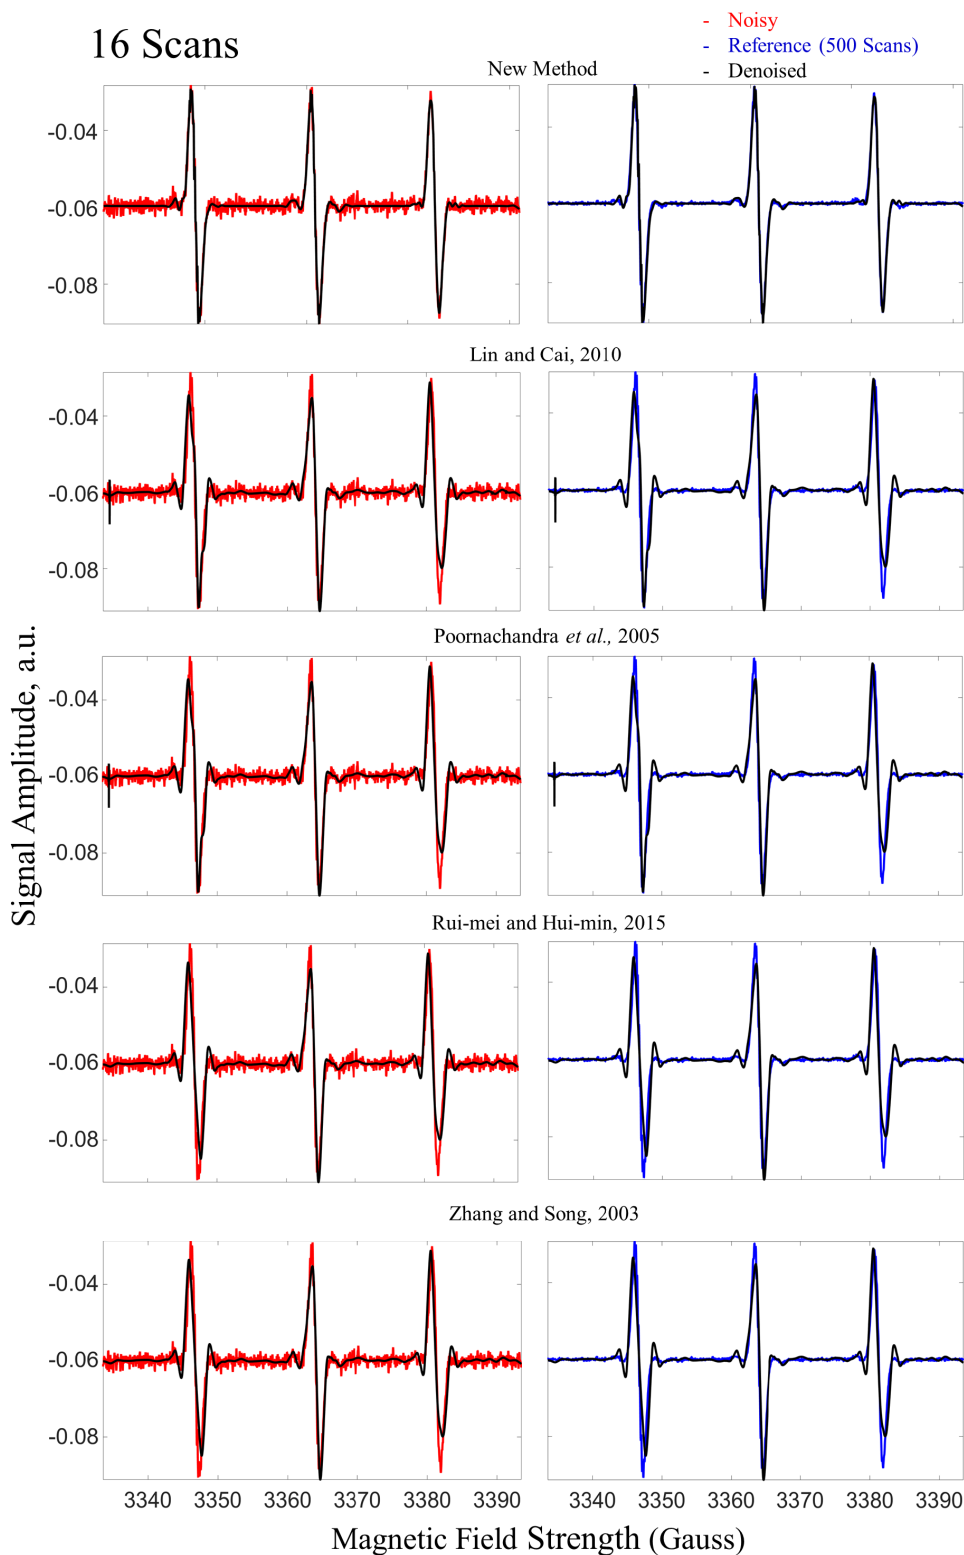 16 Scans
- Noisy
- Reference (500 Scans)
- Denoised
New Method
-0.04
-0.06
-0.08
Lin and Cai, 2010
-0.04
-0.06
-0.08
Poornachandra et al., 2005
-0.04
-0.06
-0.08
Rui-mei and Hui-min, 2015
-0.04
-0.06
-0.08
Zhang and Song, 2003
-0.04
-0.06
-0.08
3340 3350 3360 3370 3380 3390 3340 3350 3360 3370 3380 3390
Signal Amplitude, a.u.
Magnetic Field Strength (Gauss)